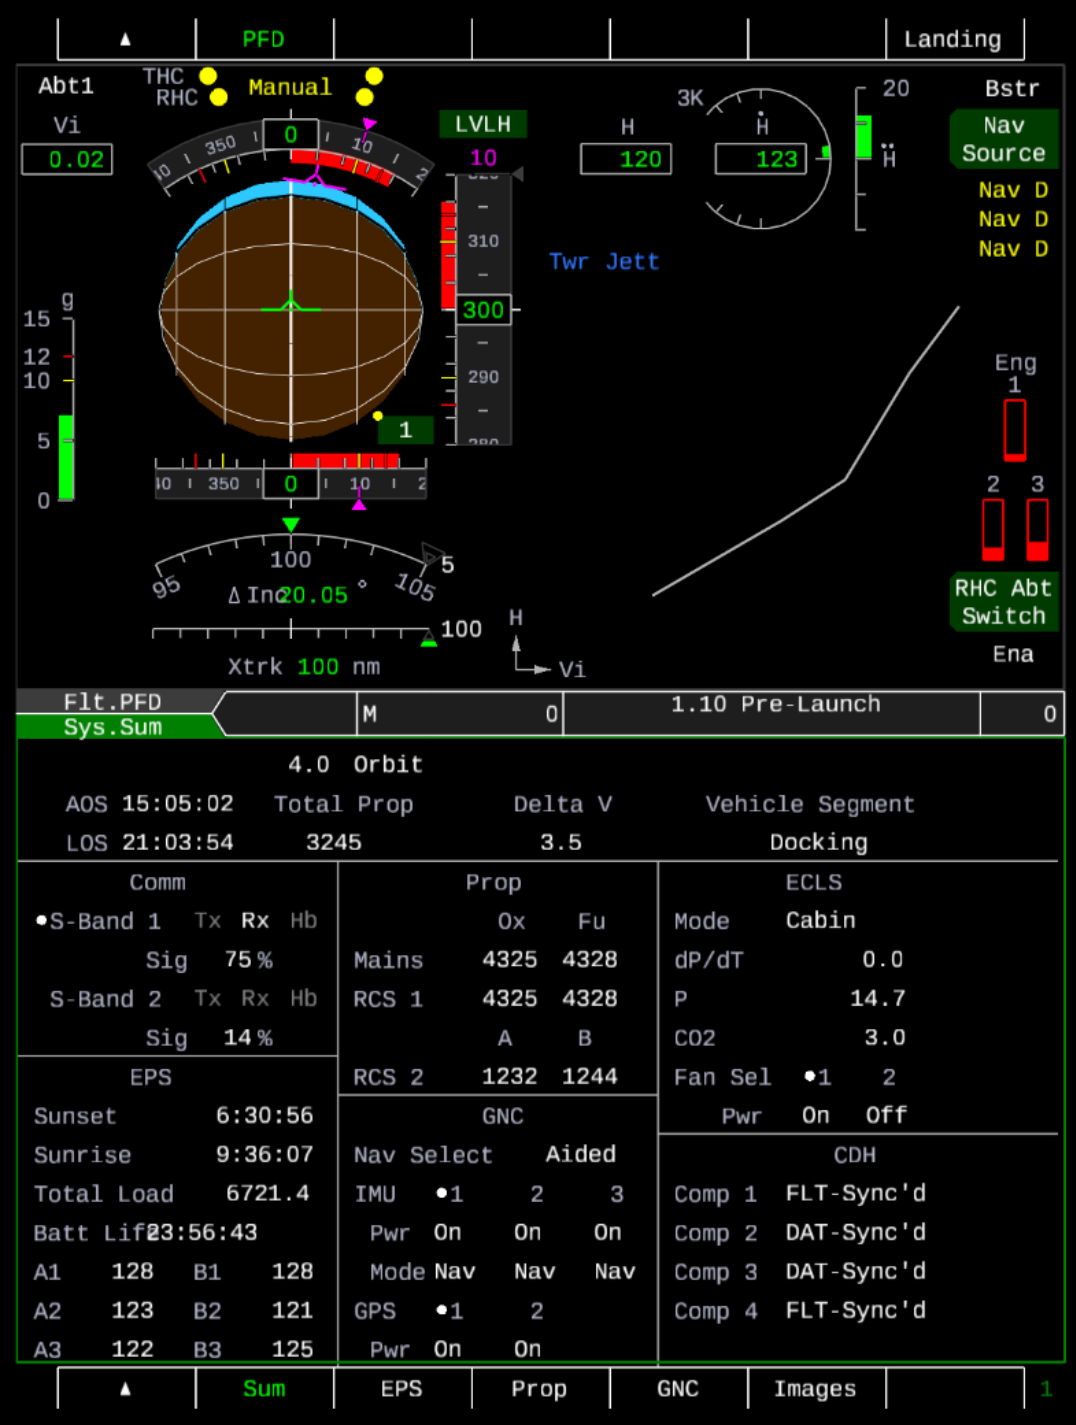 ▲ PFD Landing
Abt1 THC Manual 20 Bstr
RHC 3K
Vi LVLH H Ḣ Nav
0.02 350 0 10 10 120 123 Ḧ Source
10 2 320 Nav D
Nav D
310 Nav D
Twr Jett
g 300
15
12 290 Eng
10 1
5 1 280
0 40 350 0 10 2 2 3
100
95 105 5
Δ Inc 20.05 ° RHC Abt
100 H Switch
Xtrk 100 nm Vi Ena
Flt.PFD M 0 1.10 Pre-Launch 0
Sys.Sum
4.0 Orbit
AOS 15:05:02 Total Prop Delta V Vehicle Segment
LOS 21:03:54 3245 3.5 Docking
Comm Prop ECLS
●S-Band 1 Tx Rx Hb Ox Fu Mode Cabin
Sig 75% Mains 4325 4328 dP/dT 0.0
S-Band 2 Tx Rx Hb RCS 1 4325 4328 P 14.7
Sig 14% A B CO2 3.0
EPS RCS 2 1232 1244 Fan Sel ●1 2
Sunset 6:30:56 GNC Pwr On Off
Sunrise 9:36:07 Nav Select Aided CDH
Total Load 6721.4 IMU ●1 2 3 Comp 1 FLT-Sync'd
Batt Life 23:56:43 Pwr On On On Comp 2 DAT-Sync'd
A1 128 B1 128 Mode Nav Nav Nav Comp 3 DAT-Sync'd
A2 123 B2 121 GPS ●1 2 Comp 4 FLT-Sync'd
A3 122 B3 125 Pwr On On
▲ Sum EPS Prop GNC Images 1